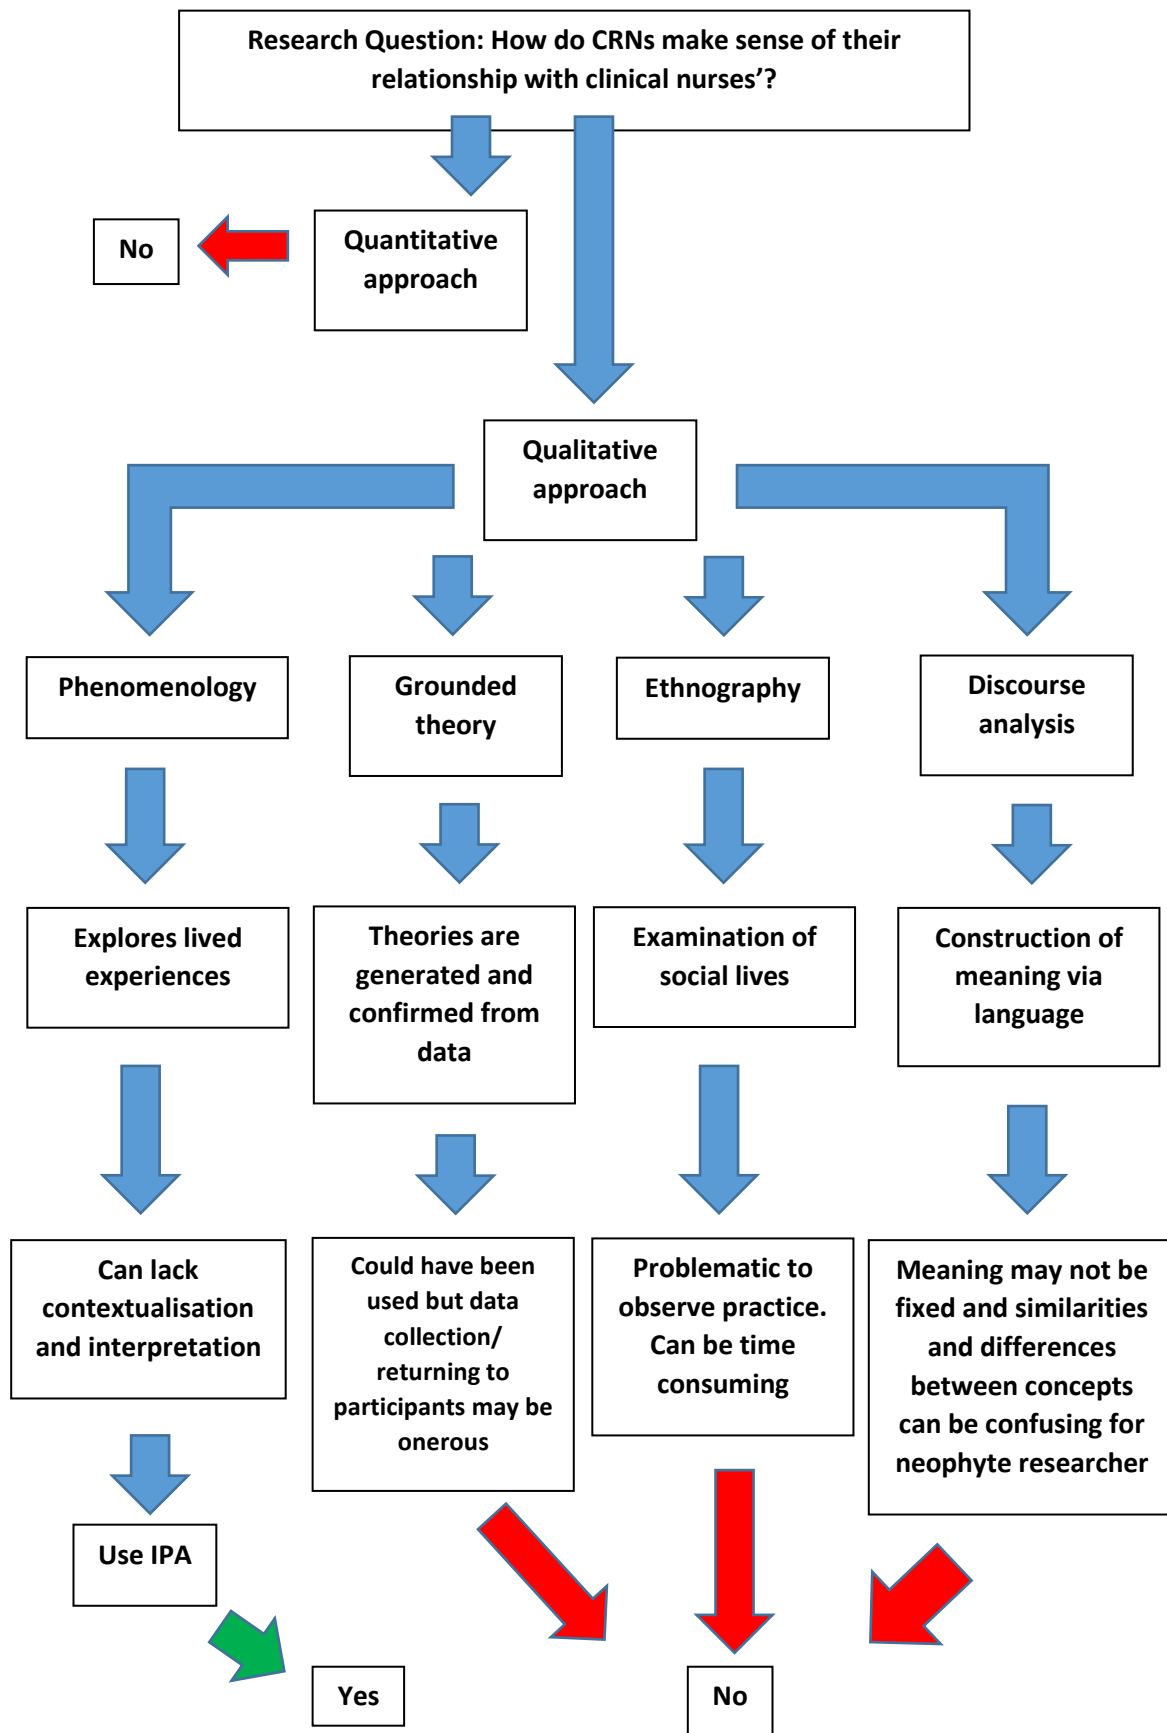 Research Question: How do CRNs make sense of their
relationship with clinical nurses’?
No
Quantitative
approach
Qualitative
approach
Phenomenology
Grounded
theory
Ethnography
Discourse
analysis
Explores lived
experiences
Theories are
generated and
confirmed from
data
Examination of
social lives
Construction of
meaning via
language
Can lack
contextualisation
and interpretation
Could have been
used but data
collection/
returning to
participants may be
onerous
Problematic to
observe practice.
Can be time
consuming
Meaning may not be
fixed and similarities
and differences
between concepts
can be confusing for
neophyte researcher
Use IPA
Yes
No